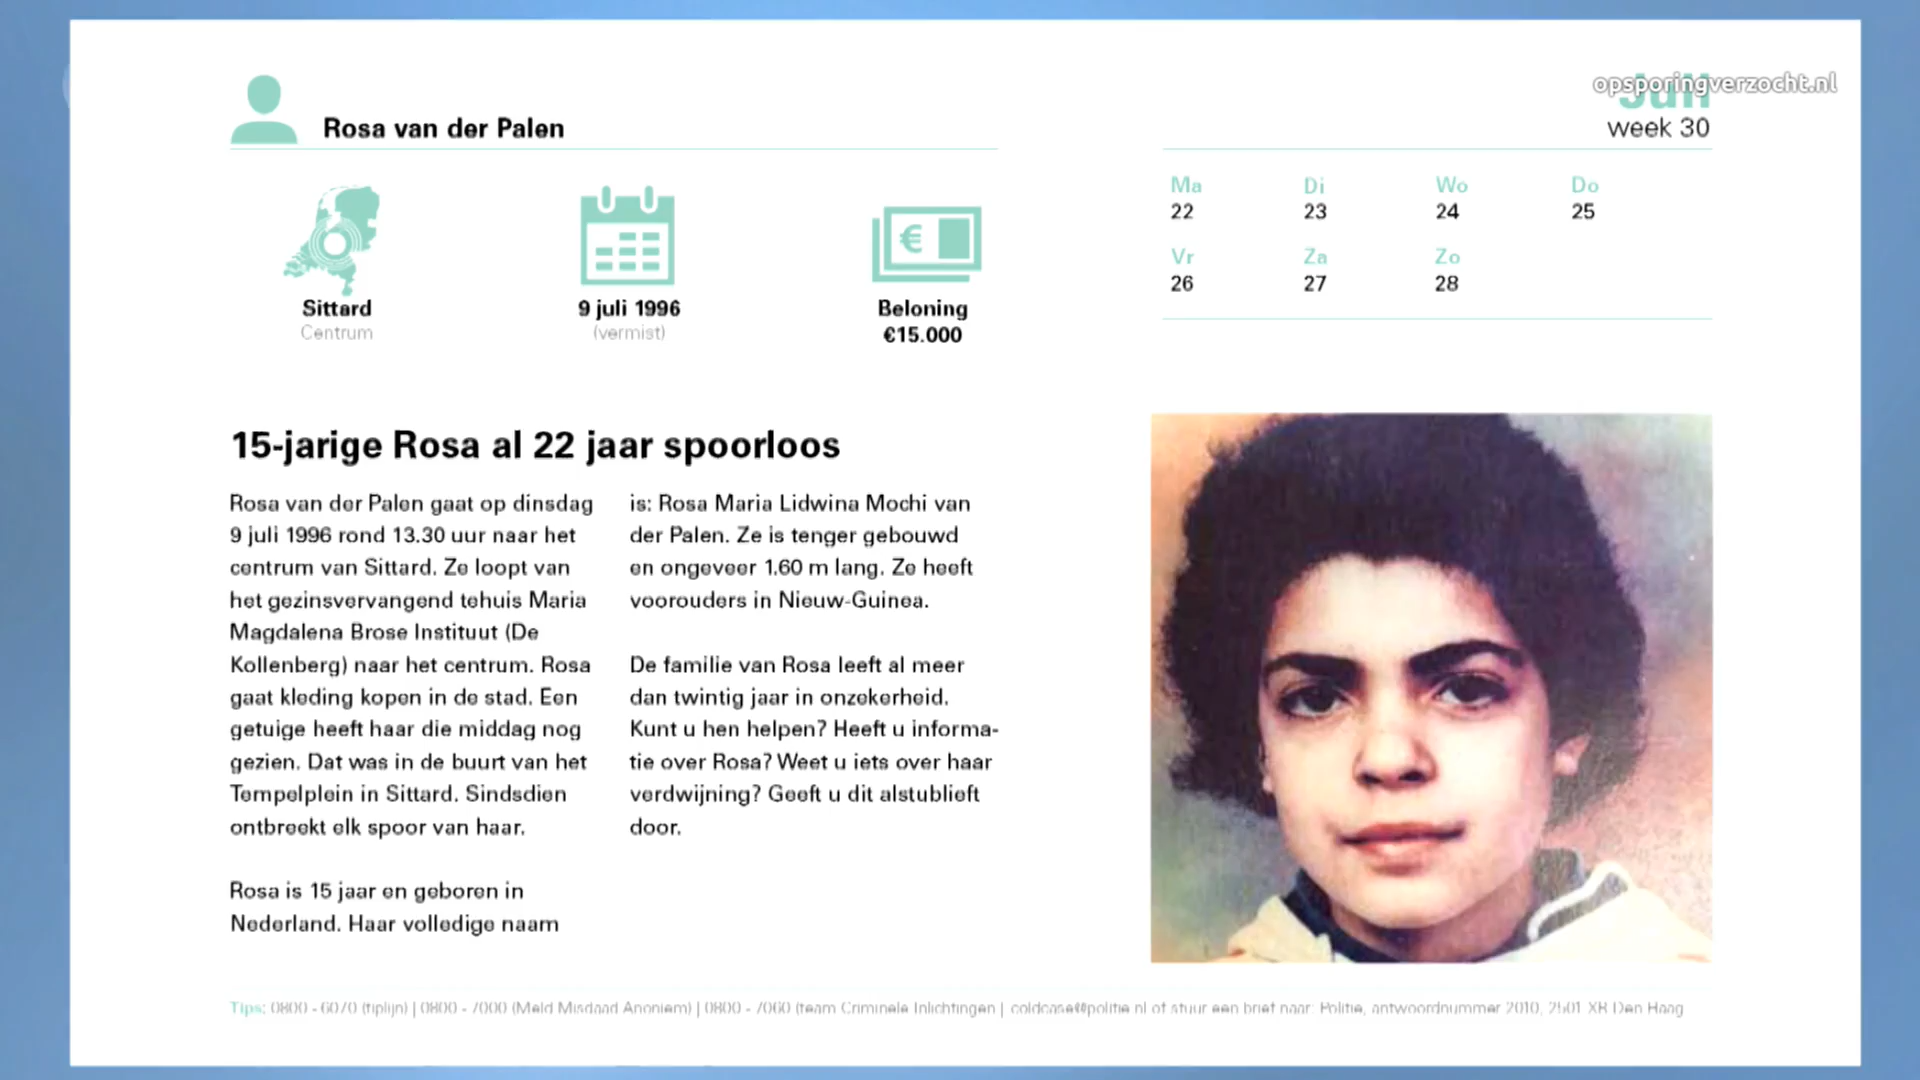 opsporingverzocht.nl
Juli
week 30
Rosa van der Palen
Ma
22
Di
23
Wo
24
Do
25
Vr
26
Za
27
Zo
28
Sittard
Centrum
9 juli 1996
(vermist)
€
Beloning
€15.000
15-jarige Rosa al 22 jaar spoorloos
Rosa van der Palen gaat op dinsdag
9 juli 1996 rond 13.30 uur naar het
centrum van Sittard. Ze loopt van
het gezinsvervangend tehuis Maria
Magdalena Brose Instituut (De
Kollenberg) naar het centrum. Rosa
gaat kleding kopen in de stad. Een
getuige heeft haar die middag nog
gezien. Dat was in de buurt van het
Tempelplein in Sittard. Sindsdien
ontbreekt elk spoor van haar.
Rosa is 15 jaar en geboren in
Nederland. Haar volledige naam
is: Rosa Maria Lidwina Mochi van
der Palen. Ze is tenger gebouwd
en ongeveer 1.60 m lang. Ze heeft
voorouders in Nieuw-Guinea.
De familie van Rosa leeft al meer
dan twintig jaar in onzekerheid.
Kunt u hen helpen? Heeft u informa-
tie over Rosa? Weet u iets over haar
verdwijning? Geeft u dit alstublieft
door.
Tips: 0800 - 6070 (tiplijn) | 0800 - 7000 (Meld Misdaad Anoniem) | 0800 - 7060 (team Criminele Inlichtingen | coldcase@politie.nl of stuur een brief naar: Politie, antwoordnummer 2010, 2501 XR Den Haag